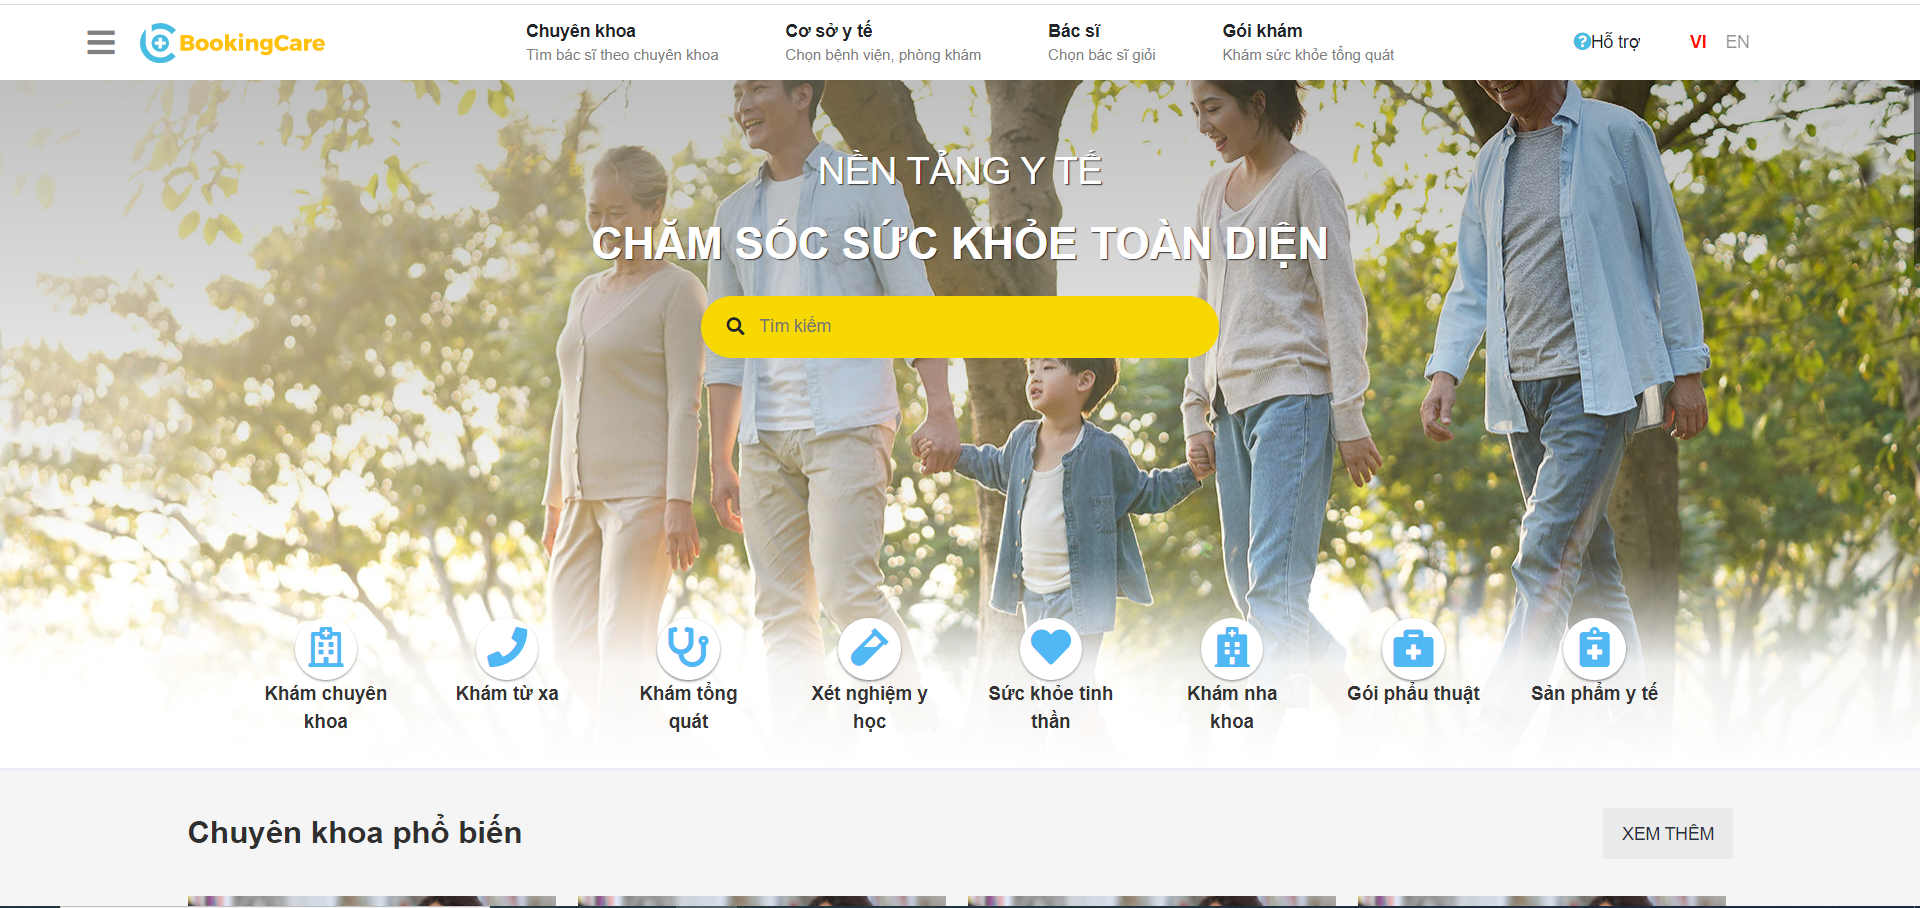 BookingCare
Chuyên khoa
Tìm bác sĩ theo chuyên khoa
Cơ sở y tế
Chọn bệnh viện, phòng khám
Bác sĩ
Chọn bác sĩ giỏi
Gói khám
Khám sức khỏe tổng quát
Hỗ trợ
VI EN
NỀN TẢNG Y TẾ
CHĂM SÓC SỨC KHỎE TOÀN DIỆN
Tìm kiếm
Khám chuyên
khoa
Khám từ xa
Khám tổng
quát
Xét nghiệm y
học
Sức khỏe tinh
thần
Khám nha
khoa
Gói phẩu thuật
Sản phẩm y tế
Chuyên khoa phổ biến
XEM THÊM